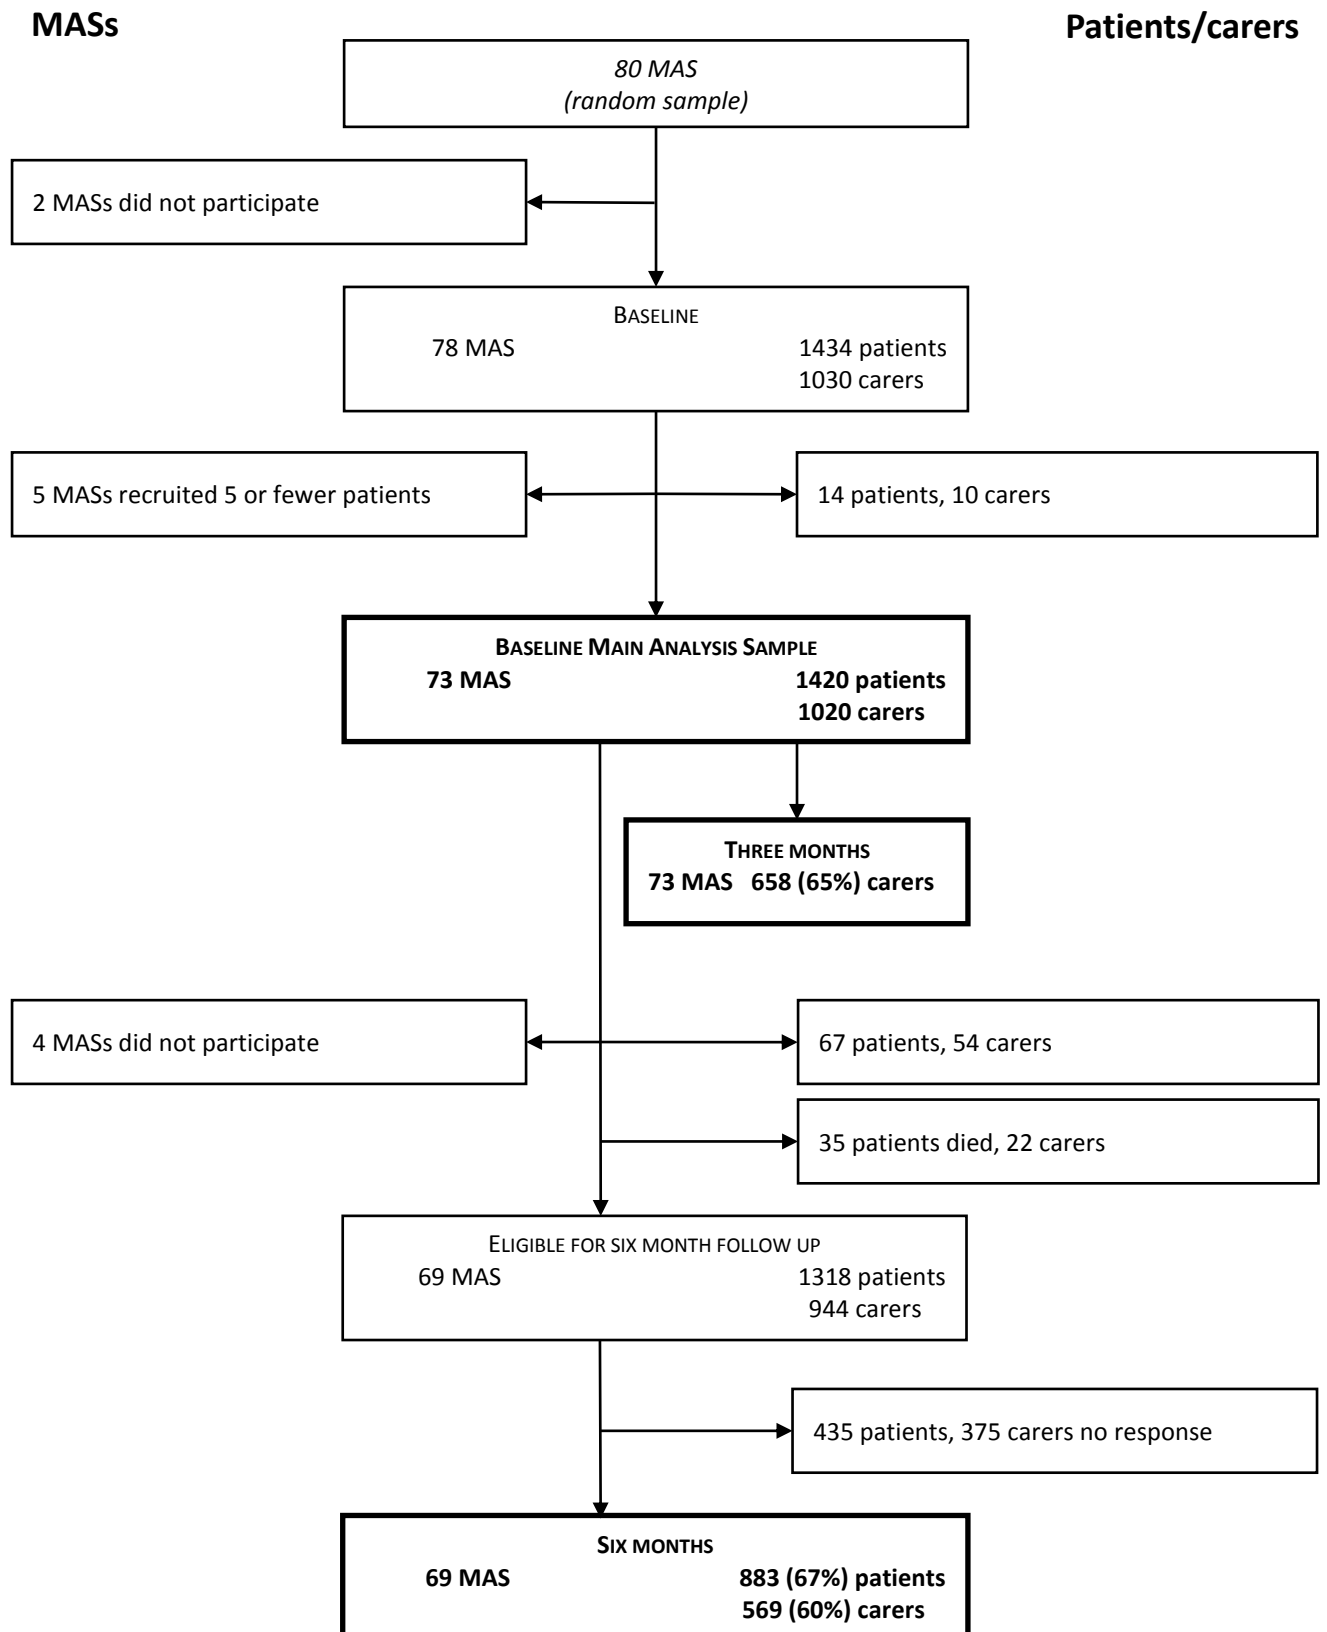 MASs
Patients/carers
80 MAS
(random sample)
2 MASs did not participate
BASELINE
78 MAS 1434 patients
1030 carers
5 MASs recruited 5 or fewer patients
14 patients, 10 carers
BASELINE MAIN ANALYSIS SAMPLE
73 MAS 1420 patients
1020 carers
THREE MONTHS
73 MAS 658 (65%) carers
4 MASs did not participate
67 patients, 54 carers
35 patients died, 22 carers
ELIGIBLE FOR SIX MONTH FOLLOW UP
69 MAS 1318 patients
944 carers
435 patients, 375 carers no response
SIX MONTHS
69 MAS 883 (67%) patients
569 (60%) carers